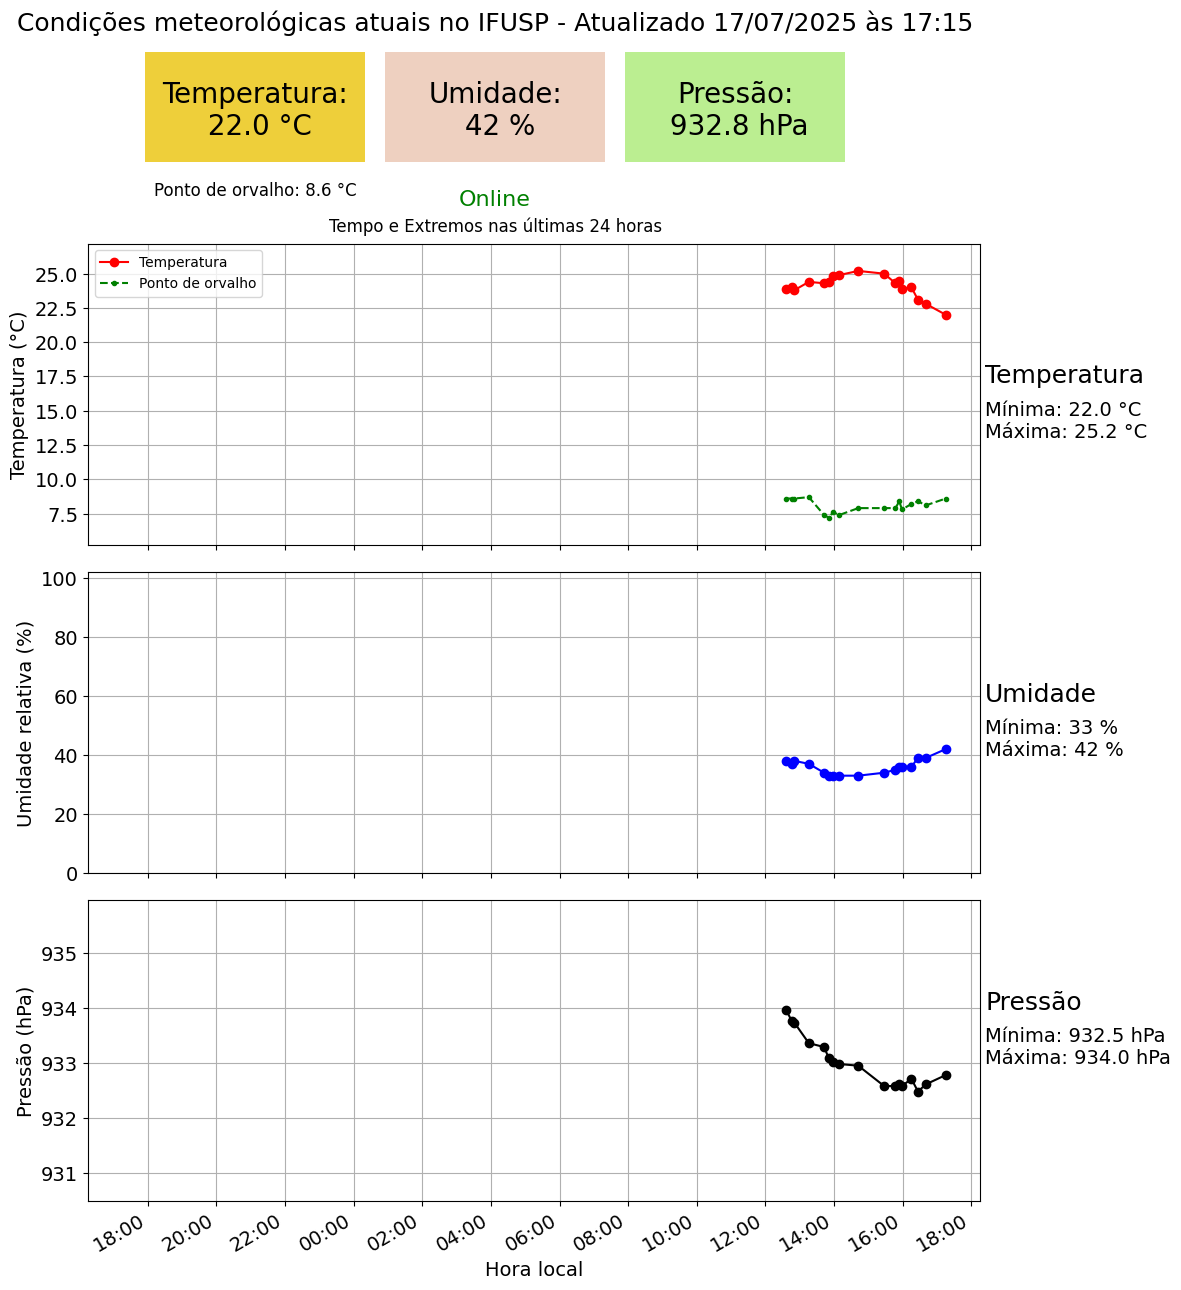 Condições meteorológicas atuais no IFUSP - Atualizado 17/07/2025 às 17:15
Temperatura:
22.0 °C
Umidade:
42 %
Pressão:
932.8 hPa
Ponto de orvalho: 8.6 °C
Online
Tempo e Extremos nas últimas 24 horas
Temperatura
Ponto de orvalho
Temperatura (°C)
25.0
22.5
20.0
17.5
15.0
12.5
10.0
7.5
Temperatura
Mínima: 22.0 °C
Máxima: 25.2 °C
Umidade relativa (%)
100
80
60
40
20
0
Umidade
Mínima: 33 %
Máxima: 42 %
Pressão (hPa)
935
934
933
932
931
Pressão
Mínima: 932.5 hPa
Máxima: 934.0 hPa
18:00 20:00 22:00 00:00 02:00 04:00 06:00 08:00 10:00 12:00 14:00 16:00 18:00
Hora local